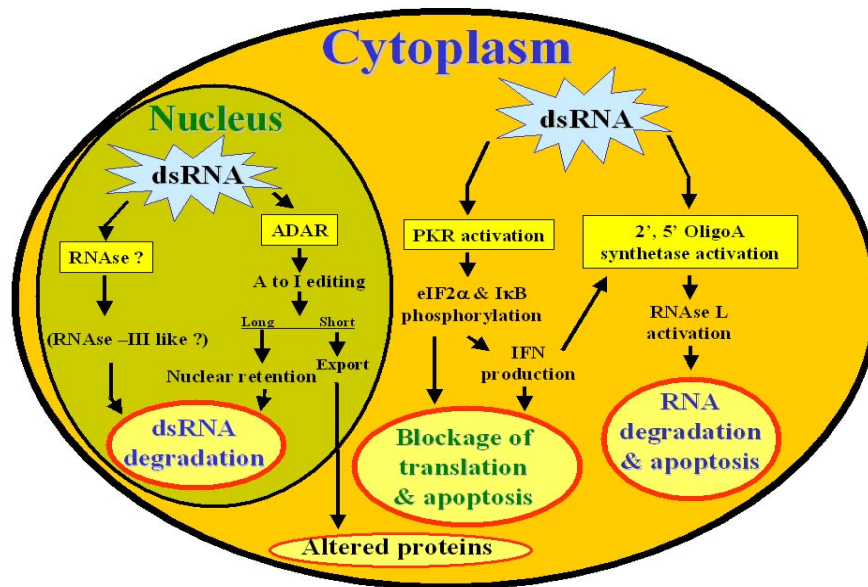 Cytoplasm
Nucleus
dsRNA
RNAse ?
(RNAse –III like ?)
ADAR
A to I editing
Long Short
Nuclear retention
Export
dsRNA
degradation
Altered proteins
dsRNA
PKR activation
eIF2α & IκB
phosphorylation
IFN
production
Blockage of
translation
& apoptosis
2’, 5’ OligoA
synthetase activation
RNAse L
activation
RNA
degradation
& apoptosis